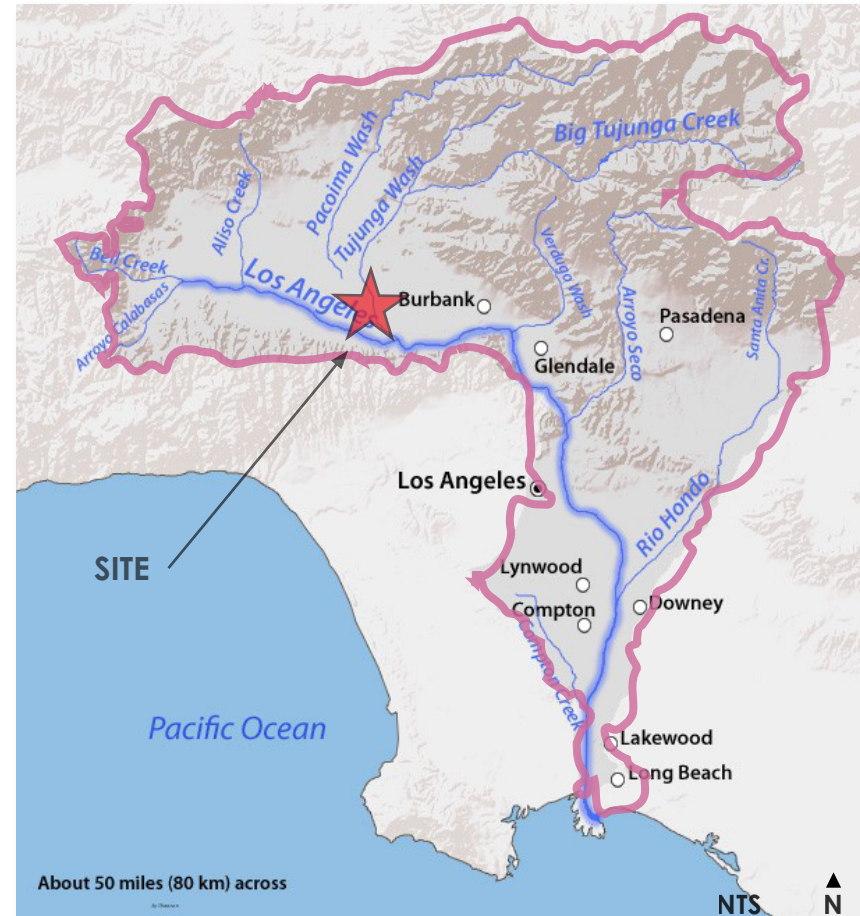 Pacoima Wash
Big Tujunga Creek
Tujunga Wash
Aliso Creek
Bell Creek
Los Angeles
Verdugo Wash
Santa Anita Cr.
Burbank
Arroyo Calabasas
Arroyo Seco
Pasadena
Glendale
Los Angeles
Rio Hondo
SITE
Lynwood
Compton
Downey
Compton Creek
Pacific Ocean
Lakewood
Long Beach
About 50 miles (80 km) across
NTS
N